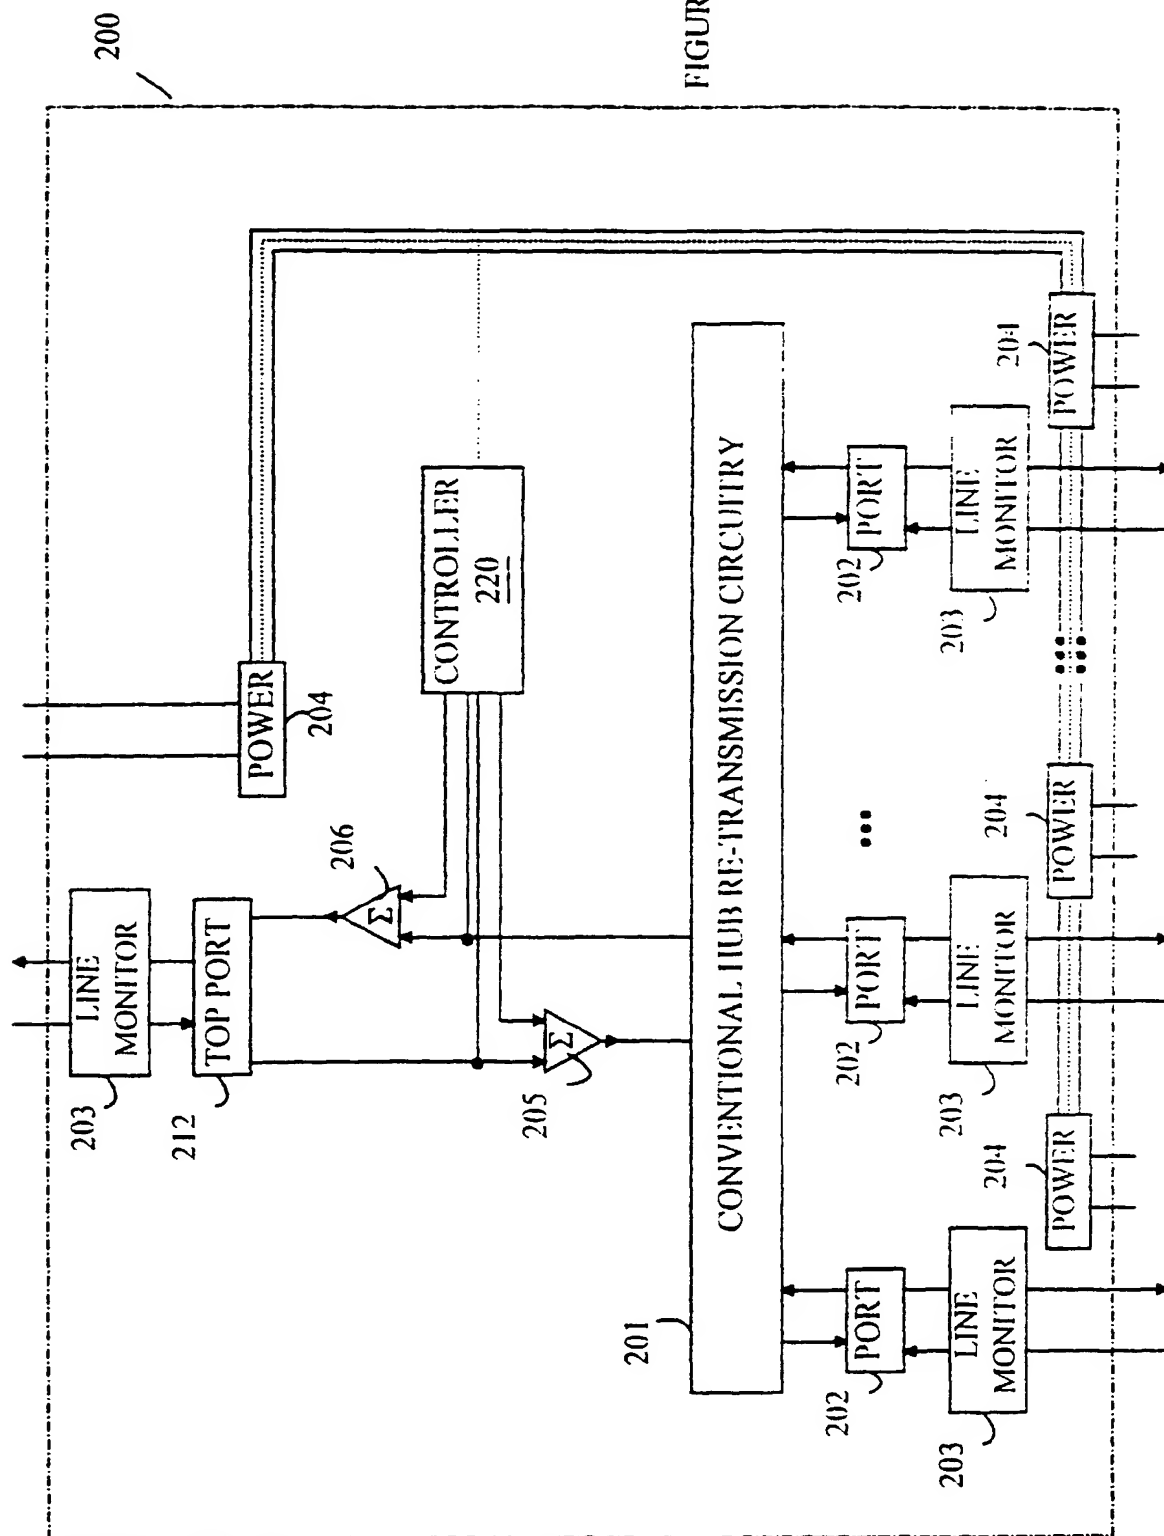 200
FIGUR
LINE
MONITOR
203
TOP PORT
212
POWER
204
206
Σ
CONTROLLER
220
Σ
205
CONVENTIONAL HUB RE-TRANSMISSION CIRCUITRY
201
PORT
202
PORT
202
PORT
202
•••
LINE
MONITOR
203
LINE
MONITOR
203
LINE
MONITOR
203
POWER
204
POWER
204
POWER
204